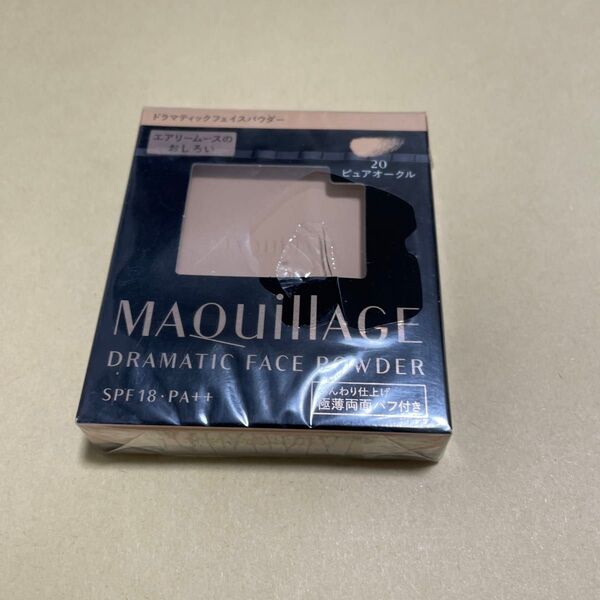 ドラマティックフェイスパウダー
エアリームースの
おしろい
20
ピュアオークル
MAQuillAGE
DRAMATIC FACE POWDER
SPF18・PA++
ふんわり仕上げ
極薄両面パフ付き